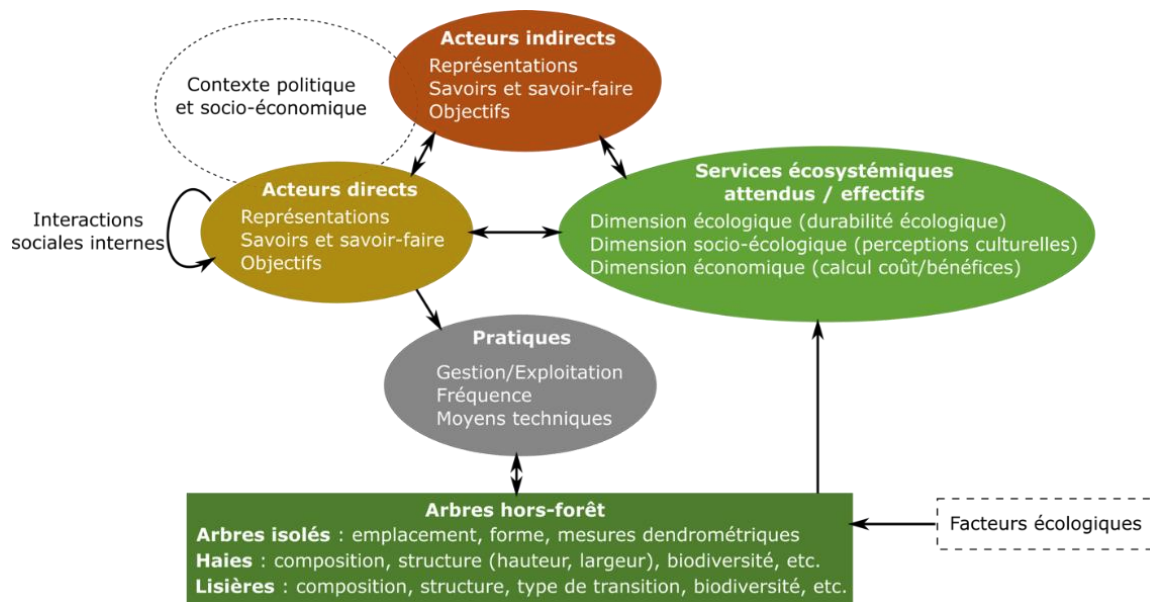 Acteurs indirects
Représentations
Savoirs et savoir-faire
Objectifs
Contexte politique
et socio-économique
Acteurs directs
Représentations
Savoirs et savoir-faire
Objectifs
Interactions
sociales internes
Services écosystémiques
attendus / effectifs
Dimension écologique (durabilité écologique)
Dimension socio-écologique (perceptions culturelles)
Dimension économique (calcul coût/bénéfices)
Pratiques
Gestion/Exploitation
Fréquence
Moyens techniques
Arbres hors-forêt
Arbres isolés : emplacement, forme, mesures dendrométriques
Haies : composition, structure (hauteur, largeur), biodiversité, etc.
Lisières : composition, structure, type de transition, biodiversité, etc.
Facteurs écologiques